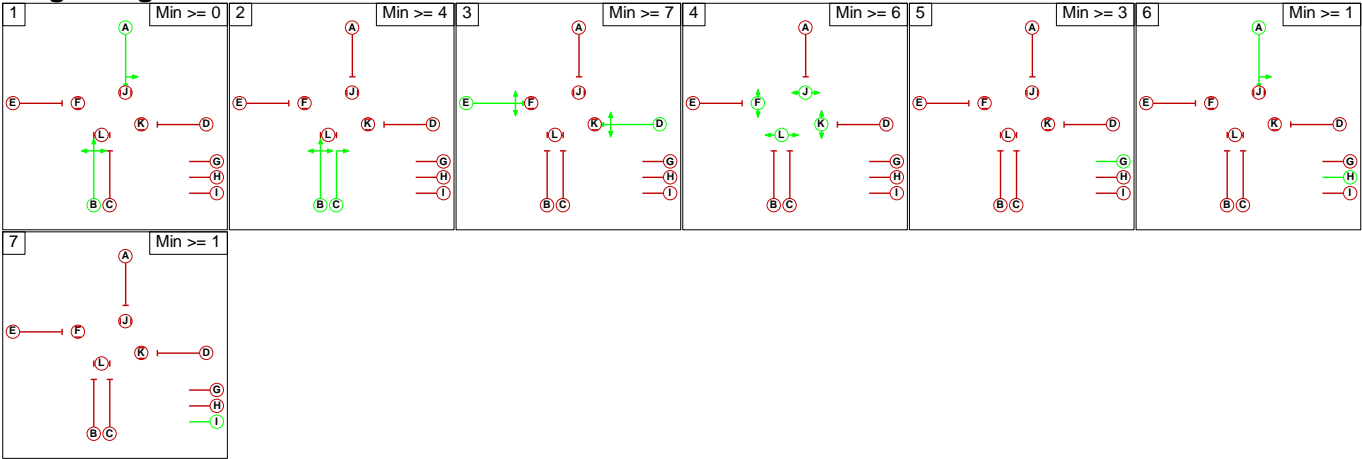 1 Min >= 0 2 Min >= 4 3 Min >= 7 4 Min >= 6 5 Min >= 3 6 Min >= 1
A A A A A A
J J J J J J
E F E F E F E F E F E F
K D K D K D K D K D K D
L L L L L L
G G G G G G
H H H H H H
I I I I I I
B C B C B C B C B C B C
7 Min >= 1
A
J
E F
K D
L
G
H
I
B C